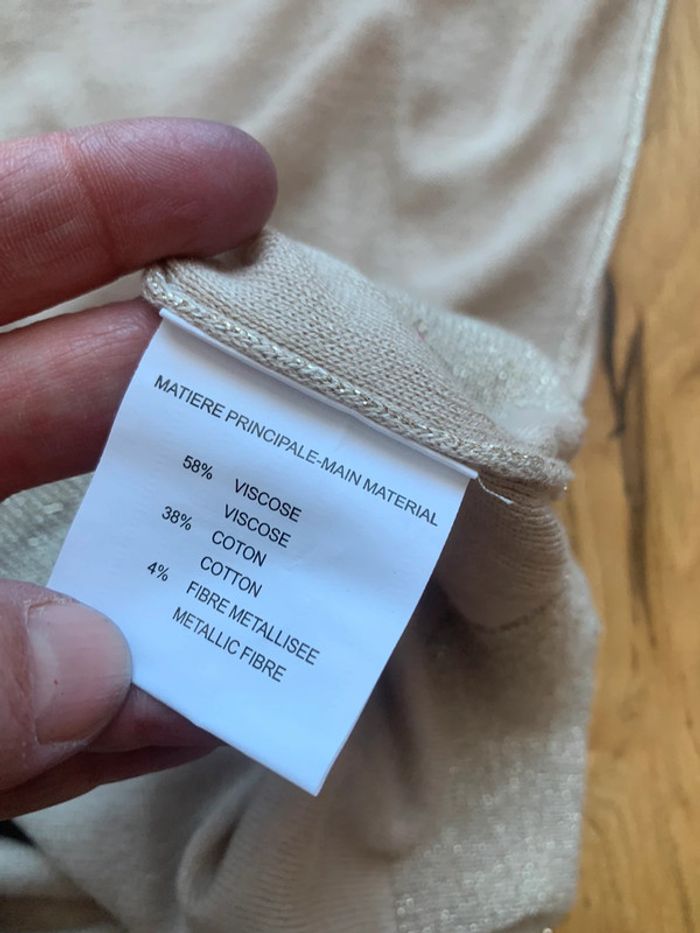 MATIERE PRINCIPALE-MAIN MATERIAL
58% VISCOSE
VISCOSE
38% COTON
COTTON
4% FIBRE METALLISEE
METALLIC FIBRE